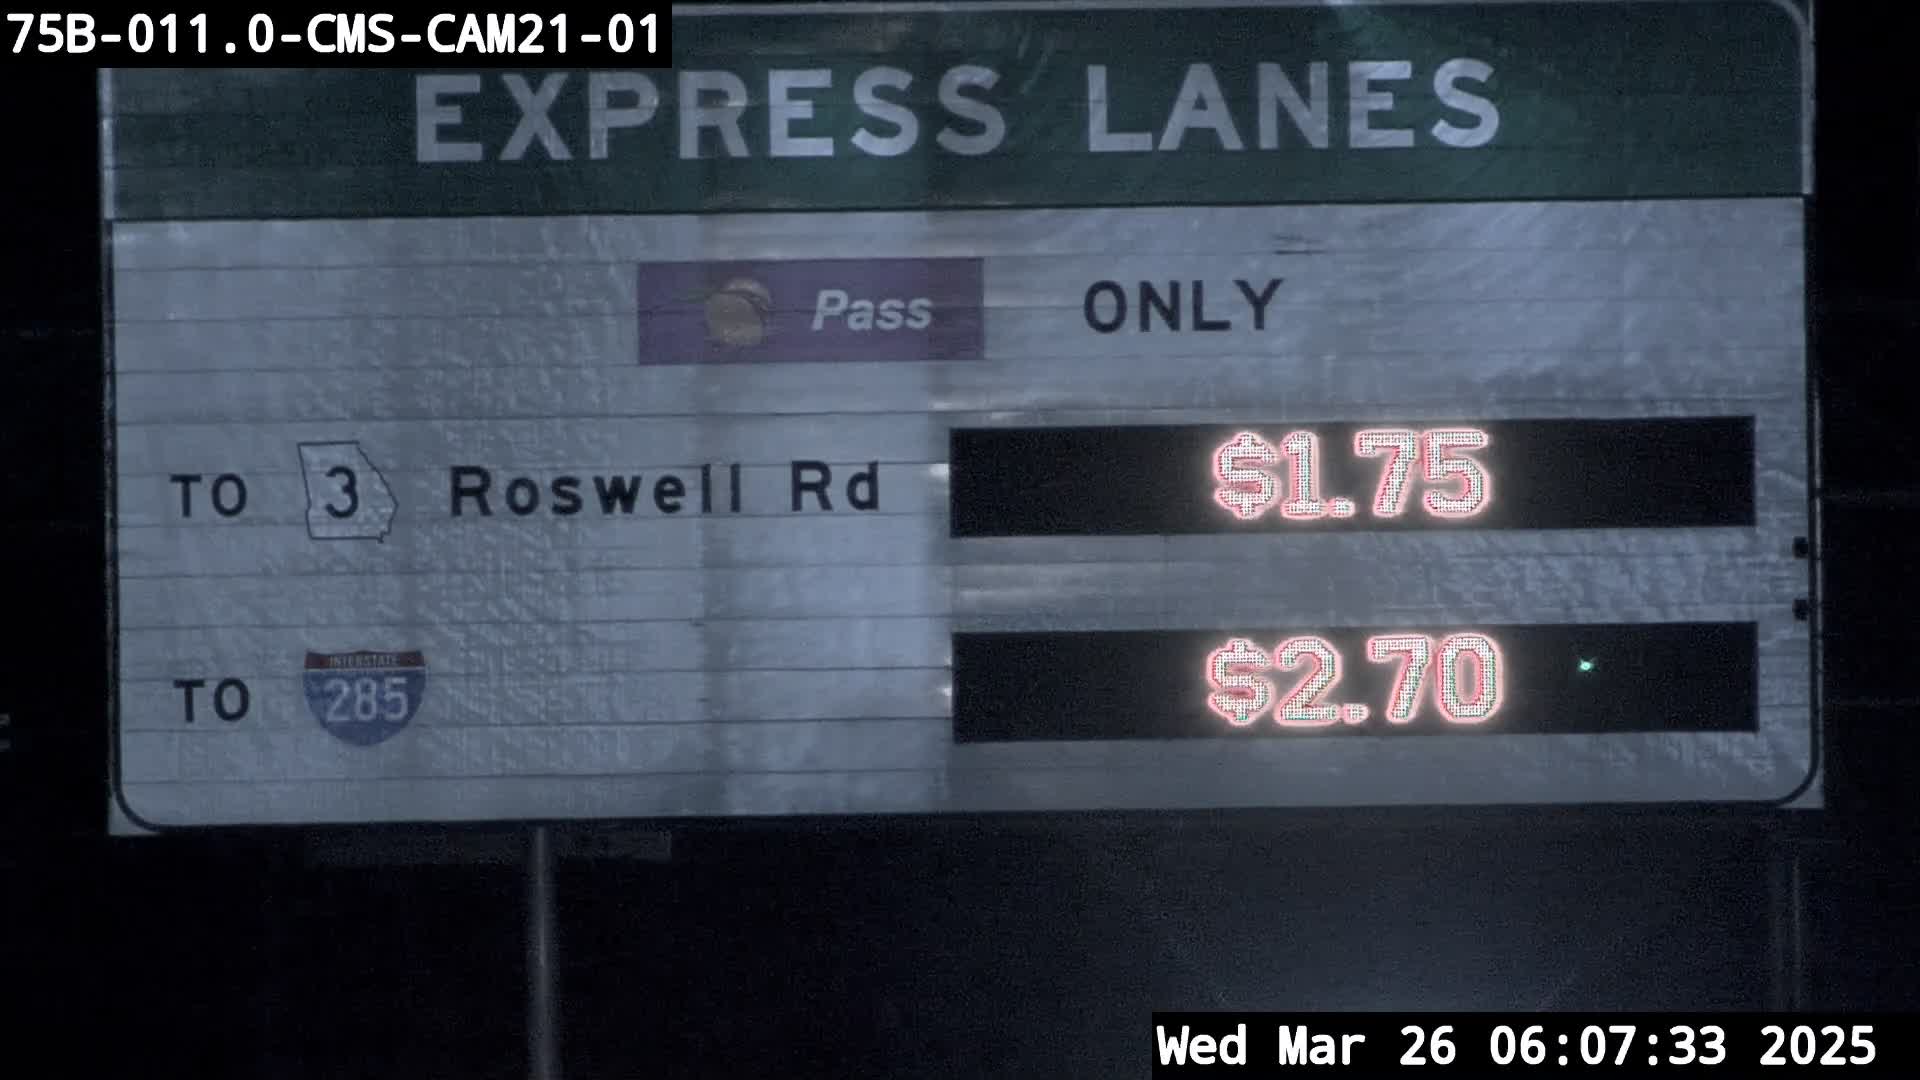 75B-011.0-CMS-CAM21-01
EXPRESS LANES
Pass ONLY
TO 3 Roswell Rd $1.75
TO INTERSTATE 285 $2.70
Wed Mar 26 06:07:33 2025